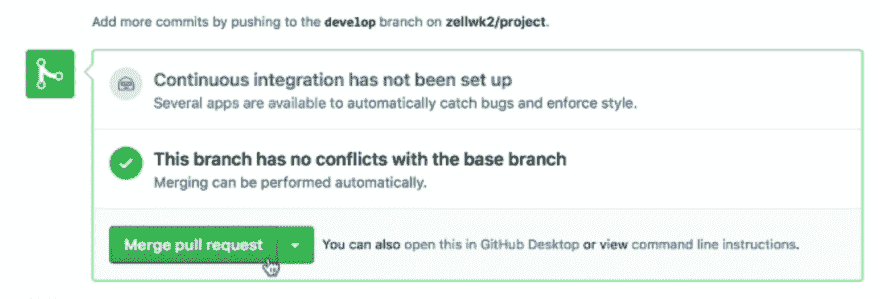 Add more commits by pushing to the develop branch on zellwk2/project.
Continuous integration has not been set up
Several apps are available to automatically catch bugs and enforce style.
This branch has no conflicts with the base branch
Merging can be performed automatically.
Merge pull request You can also open this in GitHub Desktop or view command line instructions.